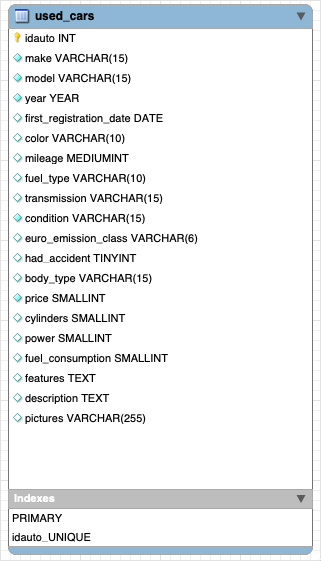 used_cars
idauto INT
make VARCHAR(15)
model VARCHAR(15)
year YEAR
first_registration_date DATE
color VARCHAR(10)
mileage MEDIUMINT
fuel_type VARCHAR(10)
transmission VARCHAR(15)
condition VARCHAR(15)
euro_emission_class VARCHAR(6)
had_accident TINYINT
body_type VARCHAR(15)
price SMALLINT
cylinders SMALLINT
power SMALLINT
fuel_consumption SMALLINT
features TEXT
description TEXT
pictures VARCHAR(255)
Indexes
PRIMARY
idauto_UNIQUE